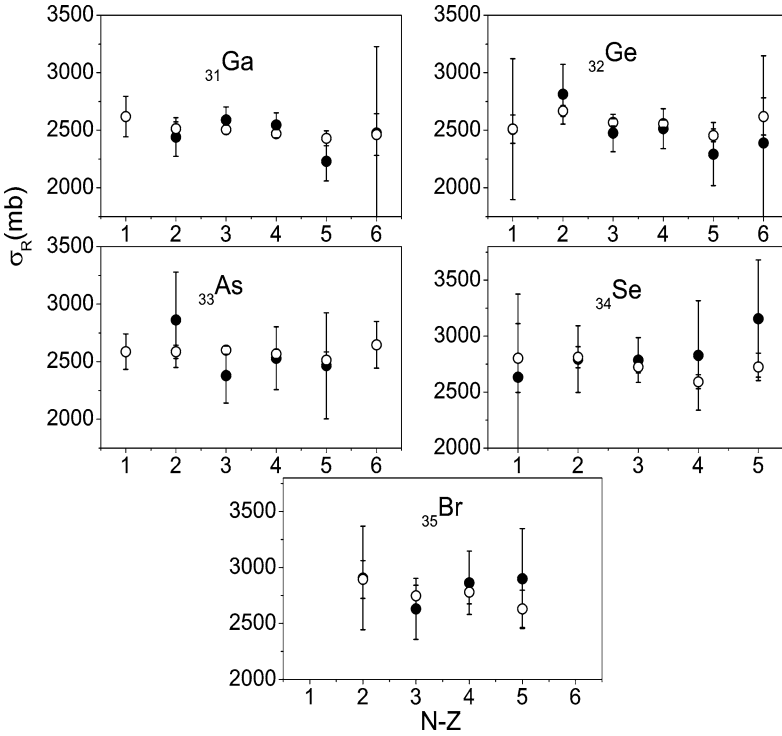 3500 3500
3000 31Ga 3000 32Ge
2500 2500
2000 2000
1 2 3 4 5 6 1 2 3 4 5 6
σR(mb)
3500 3500
3000 33As 34Se
3000
2500 2500
2000 2000
1 2 3 4 5 6 1 2 3 4 5
3500 35Br
3000
2500
2000
1 2 3 4 5 6
N-Z